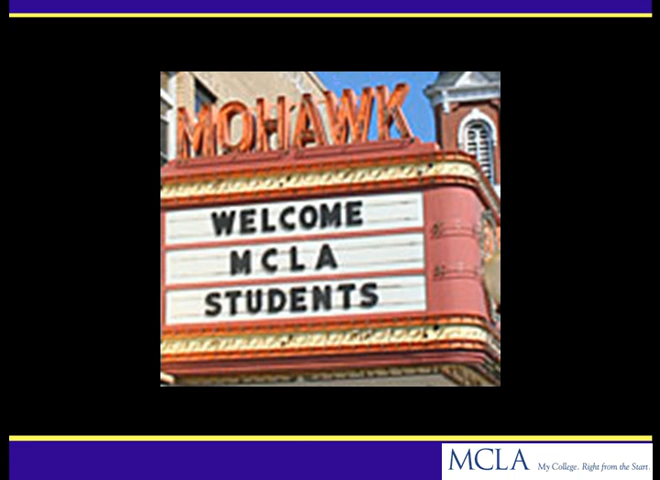 MOHAWK
WELCOME
MCLA
STUDENTS
MCLA My College. Right from the Start.